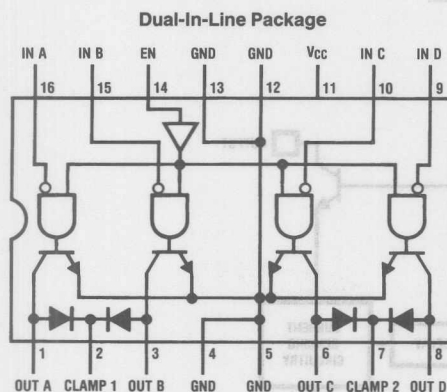 Dual-In-Line Package
IN A IN B EN GND GND VCC IN C IN D
16 15 14 13 12 11 10 9
1 2 3 4 5 6 7 8
OUT A CLAMP 1 OUT B GND GND OUT C CLAMP 2 OUT D